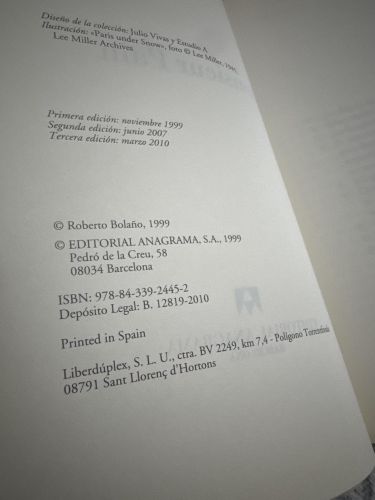 Diseño de la colección: Julio Vivas y Estudio A
Ilustración: «Paris under Snow», foto © Lee Miller, 1945,
Lee Miller Archives
Primera edición: noviembre 1999
Segunda edición: junio 2007
Tercera edición: marzo 2010
© Roberto Bolaño, 1999
© EDITORIAL ANAGRAMA, S.A., 1999
Pedró de la Creu, 58
08034 Barcelona
ISBN: 978-84-339-2445-2
Depósito Legal: B. 12819-2010
Printed in Spain
Liberdúplex, S. L. U., ctra. BV 2249, km 7,4 - Polígono Torrentfondo
08791 Sant Llorenç d'Hortons